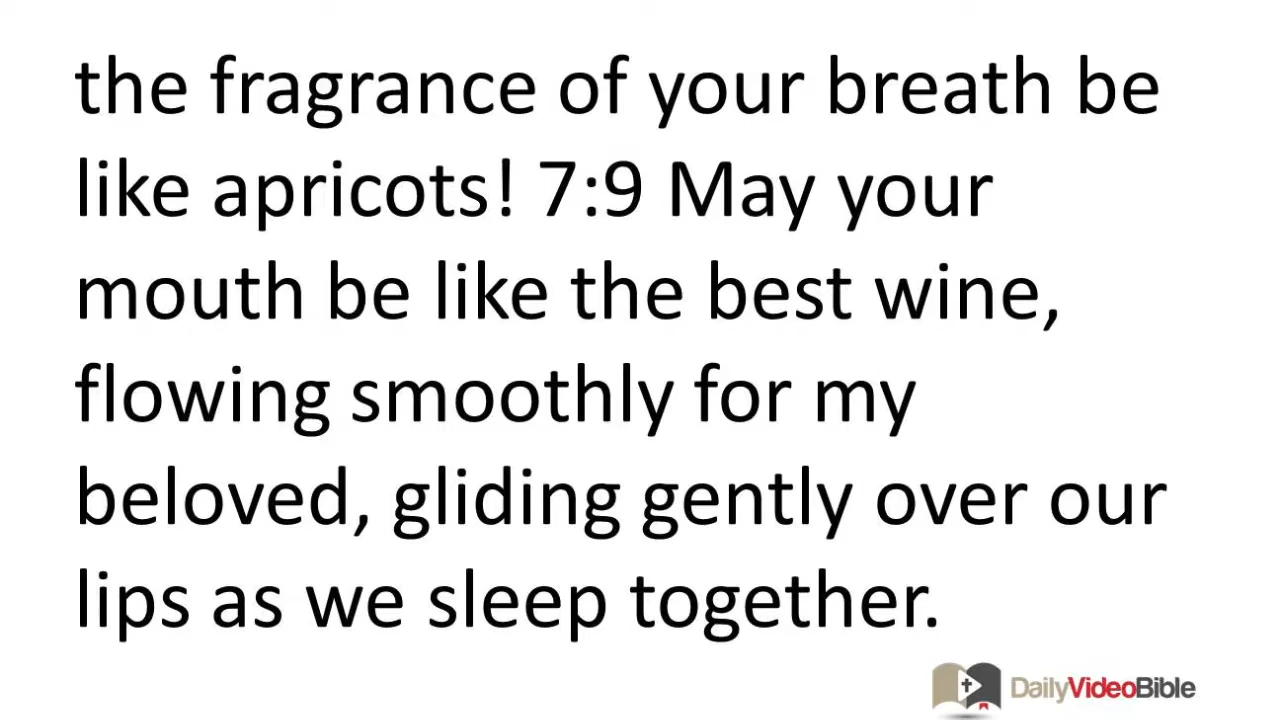 the fragrance of your breath be
like apricots! 7:9 May your
mouth be like the best wine,
flowing smoothly for my
beloved, gliding gently over our
lips as we sleep together.
DailyVideoBible